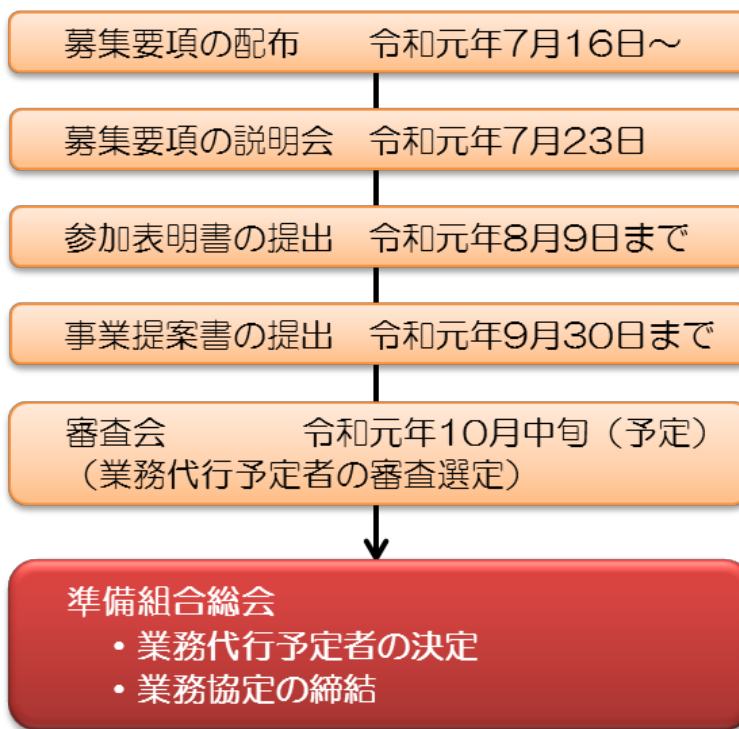 募集要項の配布　　令和元年7月16日～
募集要項の説明会　令和元年7月23日
参加表明書の提出　令和元年8月9日まで
事業提案書の提出　令和元年9月30日まで
審査会　　　　　令和元年10月中旬（予定）
（業務代行予定者の審査選定）
準備組合総会
・業務代行予定者の決定
・業務協定の締結